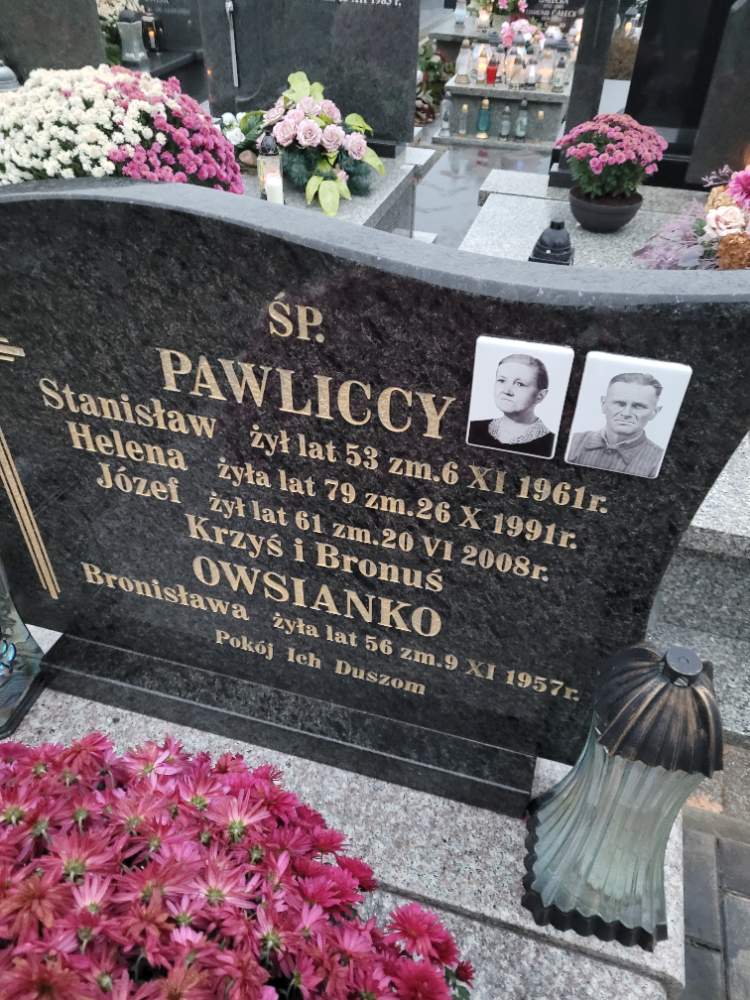 ŚP.
PAWLICCY
Stanisław żył lat 53 zm.6 XI 1961r.
Helena żyła lat 79 zm.26 X 1991r.
Józef żył lat 61 zm.20 VI 2008r.
Krzyś i Bronuś
OWSIANKO
Bronisława żyła lat 56 zm.9 XI 1957r.
Pokój Ich Duszom